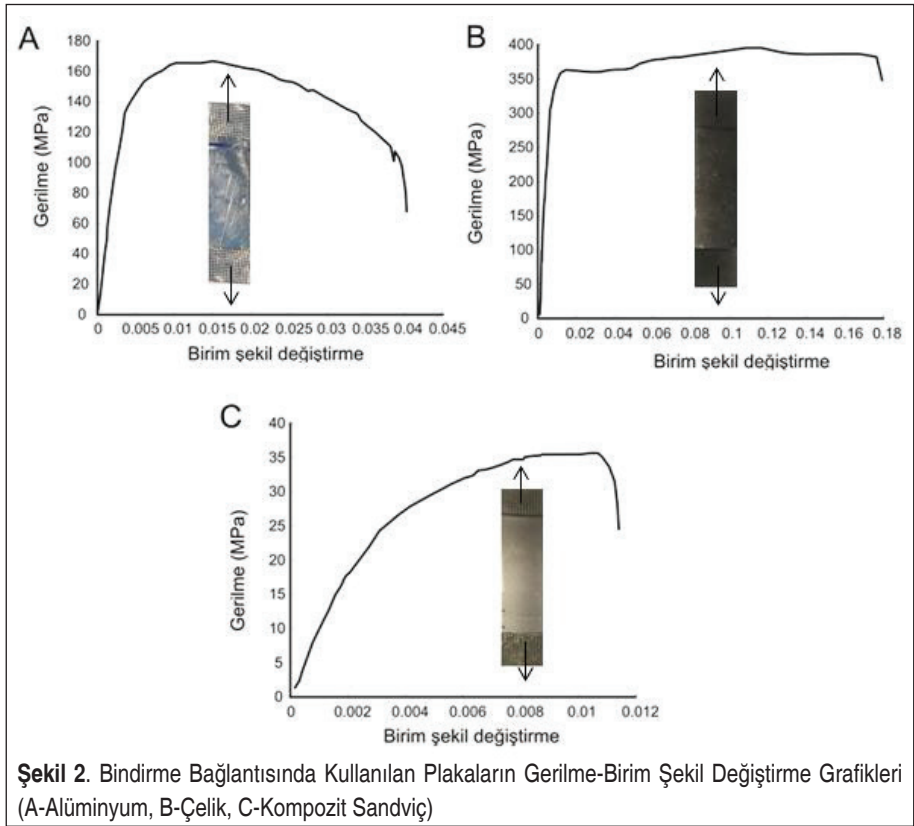 A
180
160
140
120
100
80
60
40
20
0
Gerilme (MPa)
0 0.005 0.01 0.015 0.02 0.025 0.03 0.035 0.04 0.045
Birim şekil değiştirme
B
400
350
300
250
200
150
100
50
0
Gerilme (MPa)
0 0.02 0.04 0.06 0.08 0.1 0.12 0.14 0.16 0.18
Birim şekil değiştirme
C
40
35
30
25
20
15
10
5
0
Gerilme (MPa)
0 0.002 0.004 0.006 0.008 0.01 0.012
Birim şekil değiştirme
Şekil 2. Bindirme Bağlantısında Kullanılan Plakaların Gerilme-Birim Şekil Değiştirme Grafikleri
(A-Alüminyum, B-Çelik, C-Kompozit Sandviç)